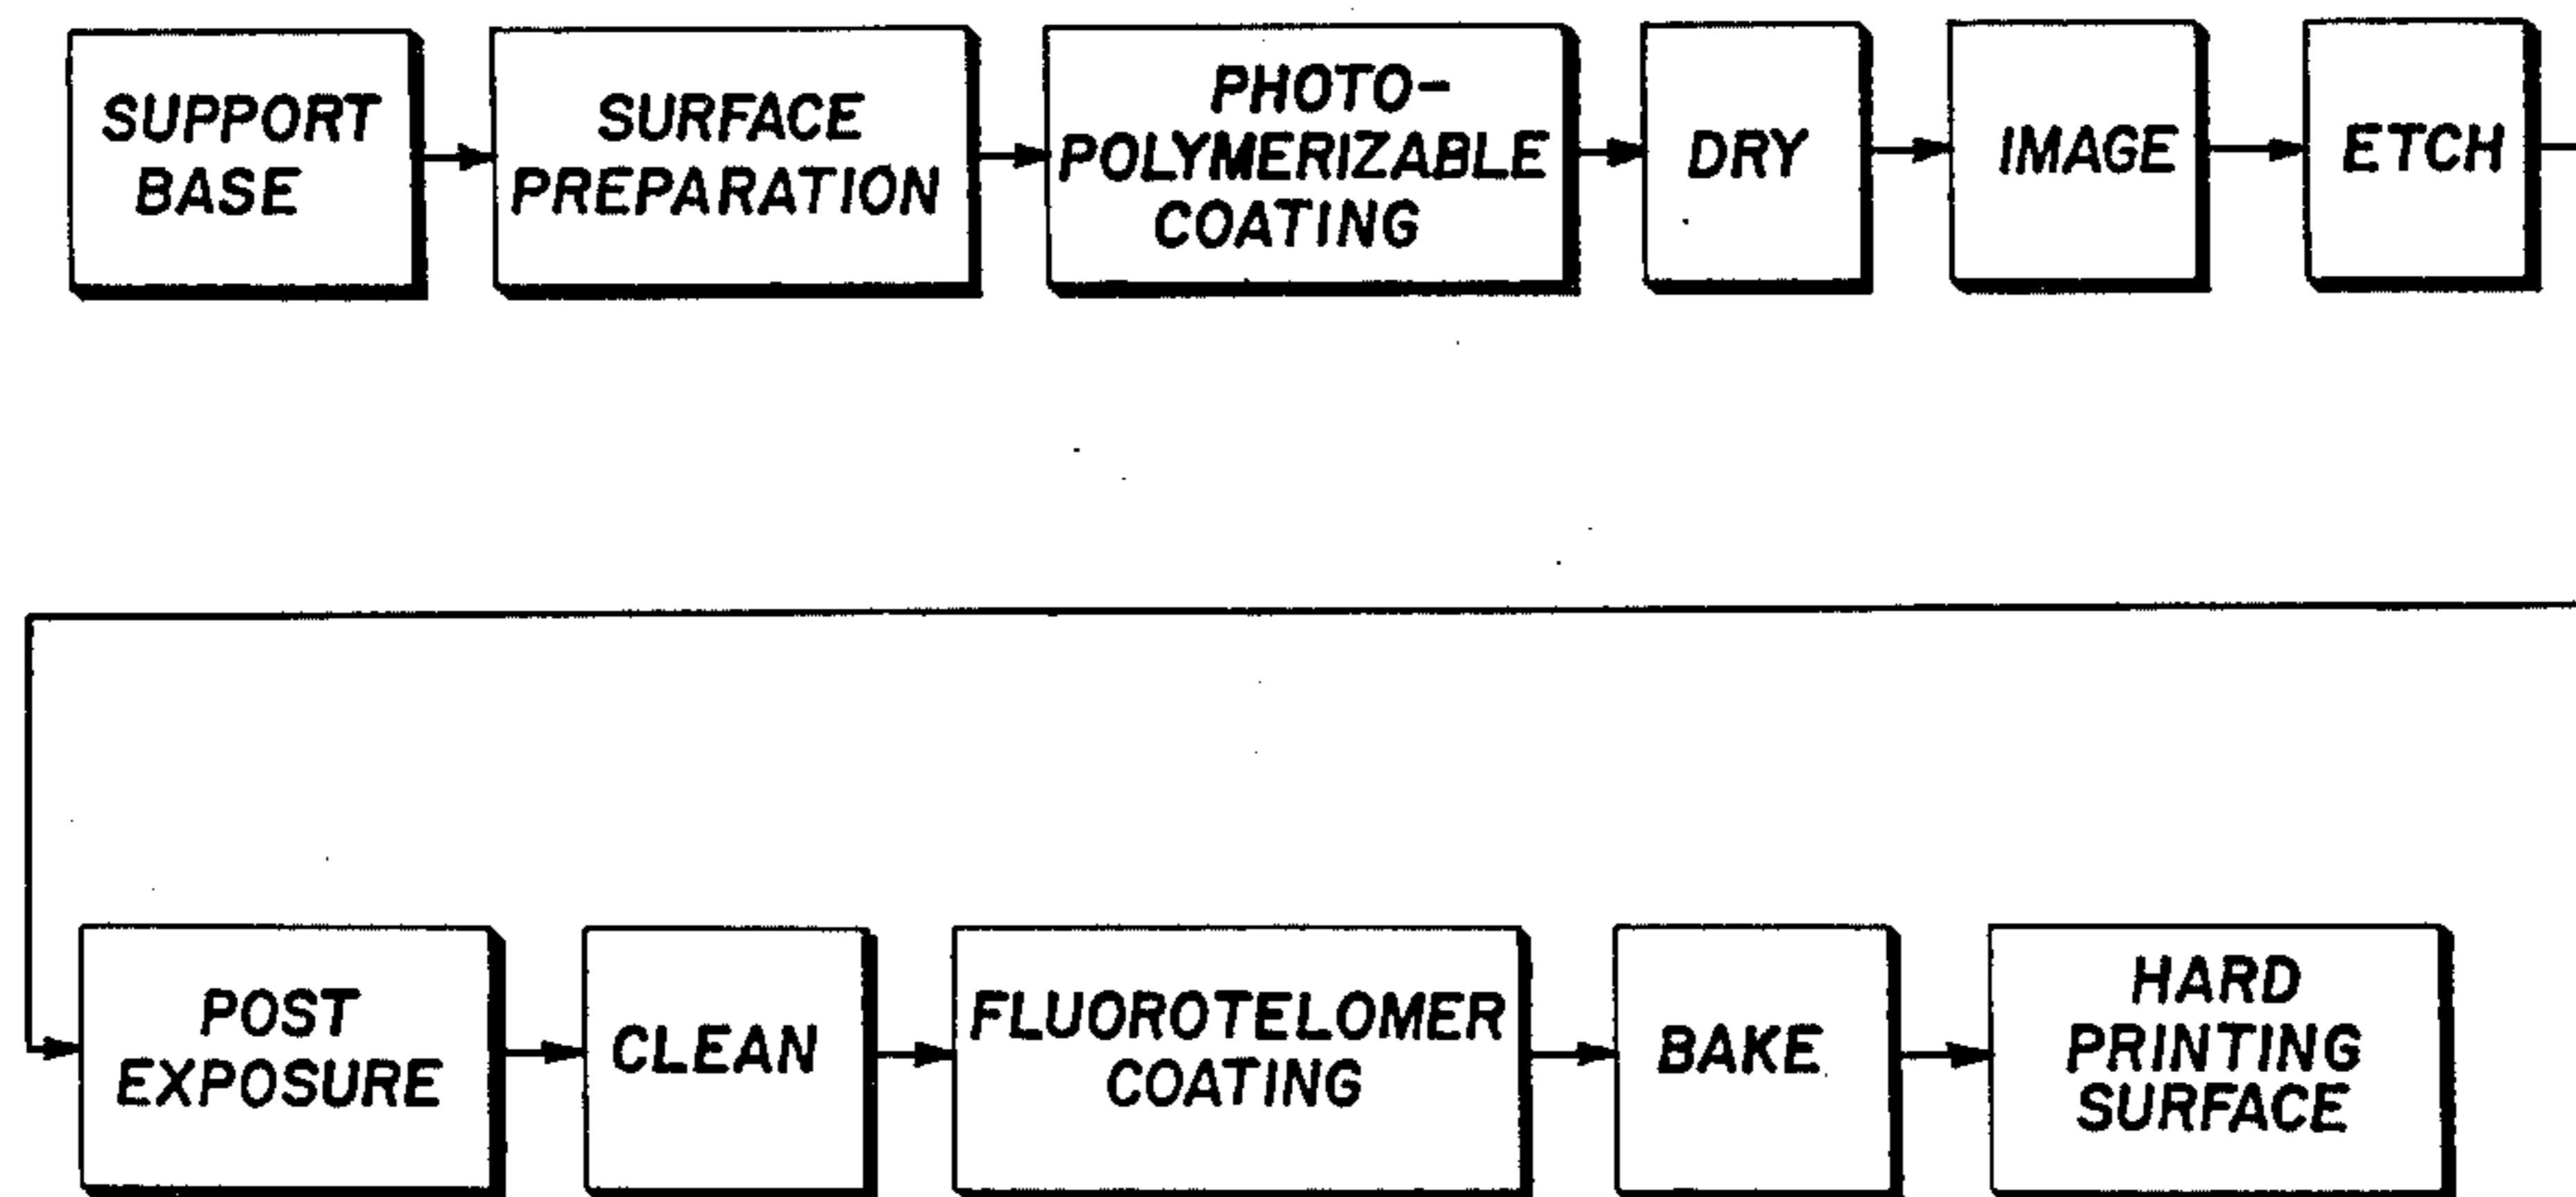 SUPPORT
BASE
SURFACE
PREPARATION
PHOTO-
POLYMERIZABLE
COATING
DRY
IMAGE
ETCH
POST
EXPOSURE
CLEAN
FLUOROTELOMER
COATING
BAKE
HARD
PRINTING
SURFACE